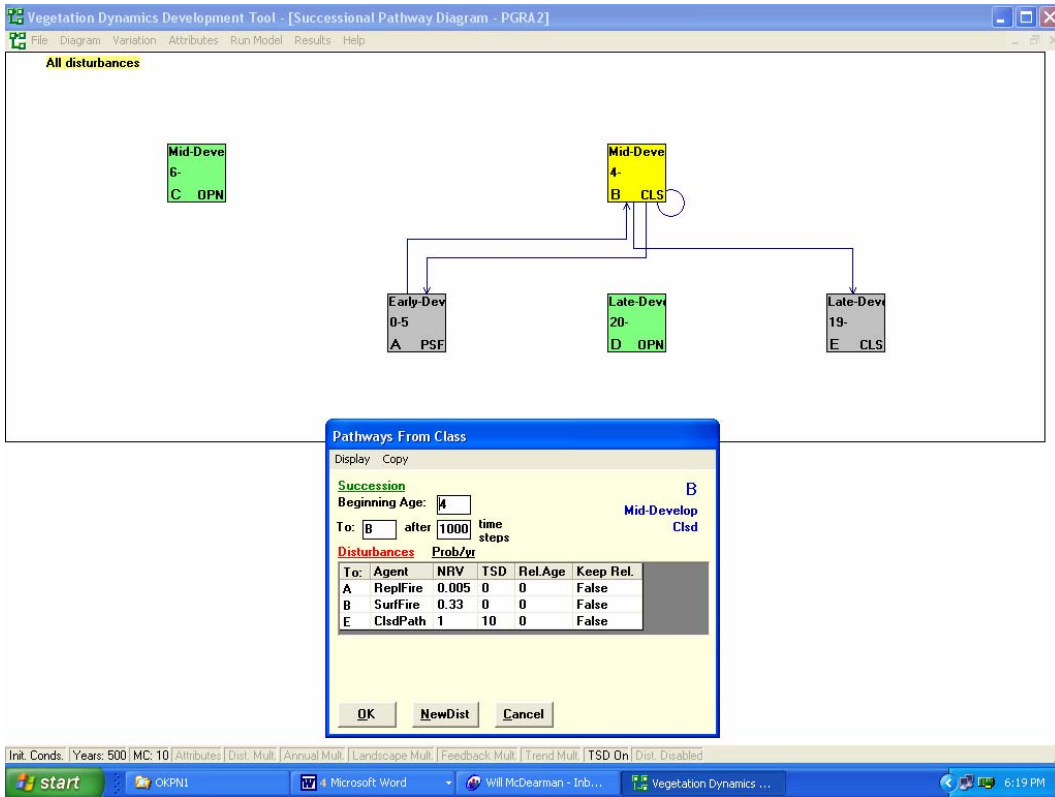 Vegetation Dynamics Development Tool - [Successional Pathway Diagram - PGRA2]
File Diagram Variation Attributes Run Model Results Help
All disturbances
Mid-Deve
6-
C OPN
Mid-Deve
4-
B CLS
Early-Dev
0-5
A PSF
Late-Deve
20-
D OPN
Late-Deve
19-
E CLS
Pathways From Class
Display Copy
Succession
Beginning Age: 4
B
Mid-Develop
Clsd
To: B after 1000 time steps
Disturbances Prob/yr
To: Agent NRV TSD Rel.Age Keep Rel.
A ReplFire 0.005 0 0 False
B SurfFire 0.33 0 0 False
E ClsdPath 1 10 0 False
OK NewDist Cancel
Init. Conds. Years: 500 MC: 10 Attributes Dist. Mult. Annual Mult. Landscape Mult. Feedback Mult. Trend Mult. TSD On Dist. Disabled
start OKPN1 4 Microsoft Word Will McDearman - Inb... Vegetation Dynamics ... 6:19 PM